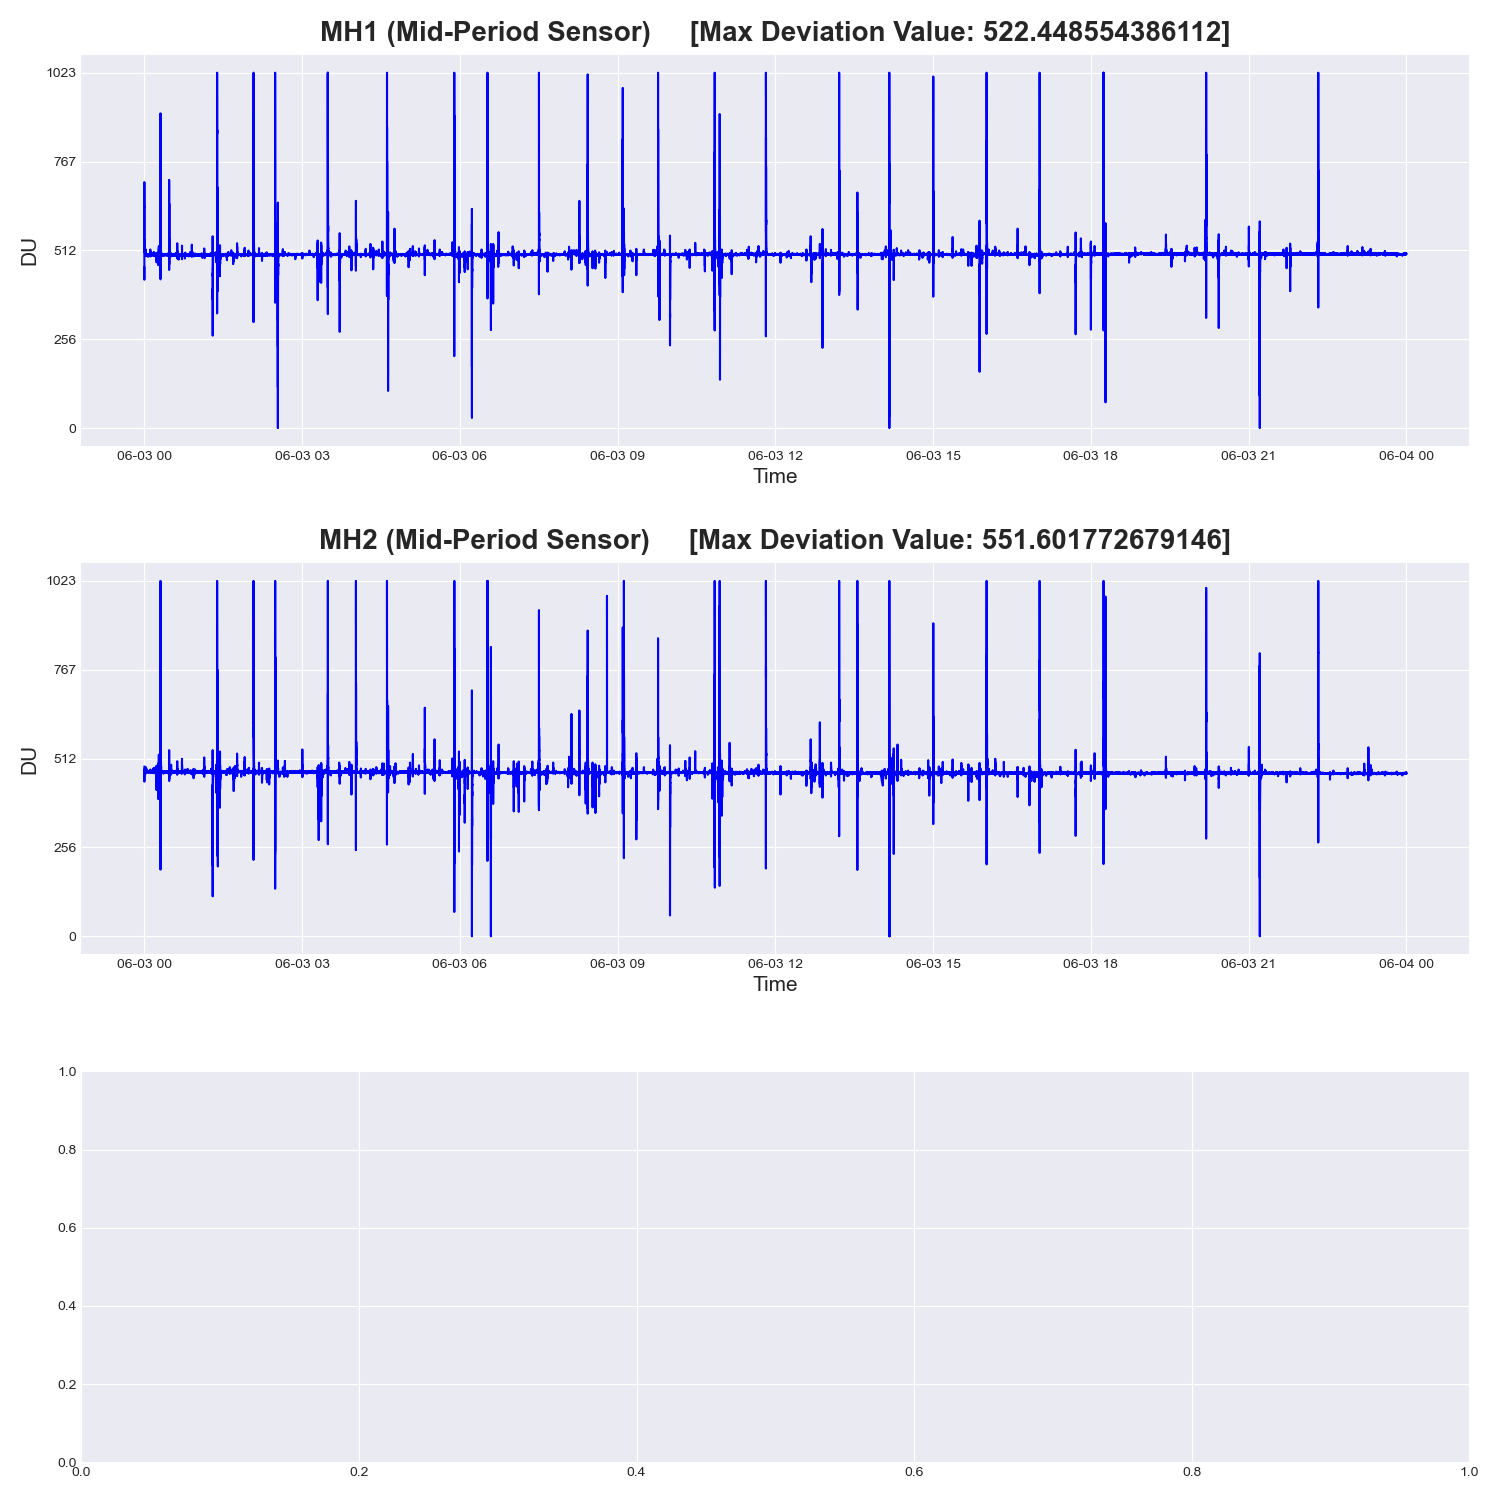 MH1 (Mid-Period Sensor) [Max Deviation Value: 522.448554386112]
1023
767
512
256
0
DU
06-03 00 06-03 03 06-03 06 06-03 09 06-03 12 06-03 15 06-03 18 06-03 21 06-04 00
Time
MH2 (Mid-Period Sensor) [Max Deviation Value: 551.601772679146]
1023
767
512
256
0
DU
06-03 00 06-03 03 06-03 06 06-03 09 06-03 12 06-03 15 06-03 18 06-03 21 06-04 00
Time
1.0
0.8
0.6
0.4
0.2
0.0
0.0 0.2 0.4 0.6 0.8 1.0